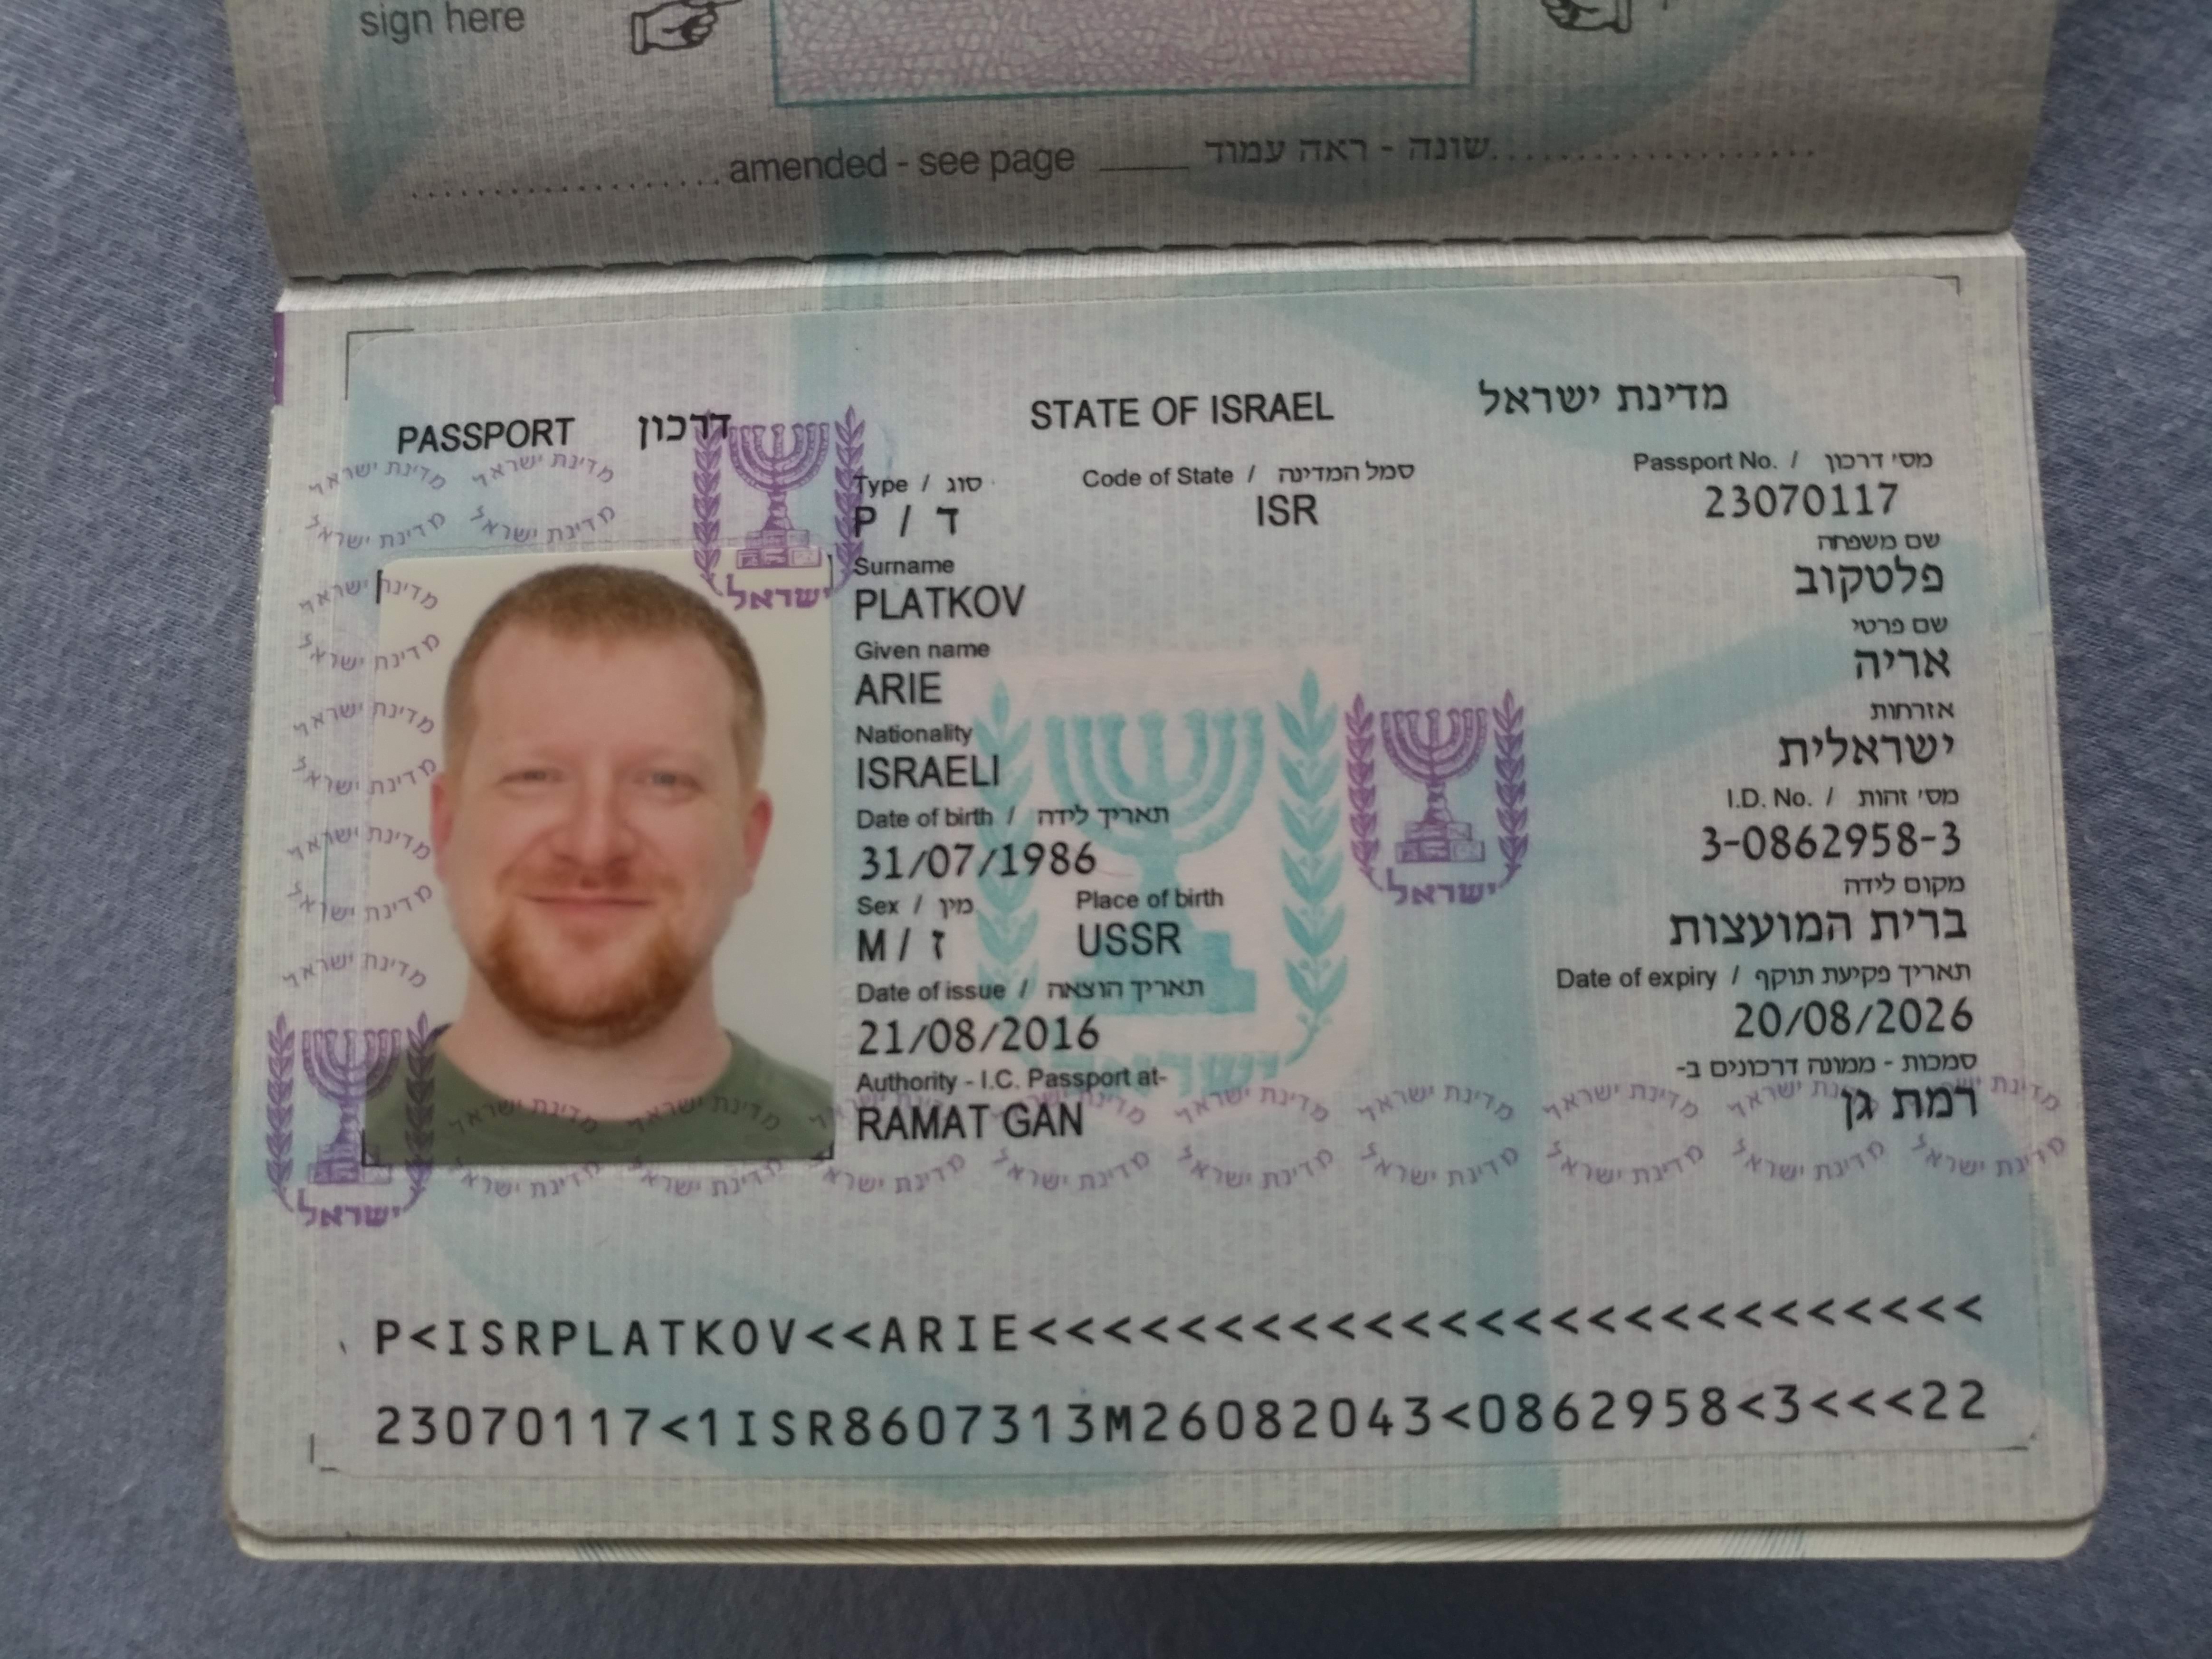 sign here
amended - see page ____ שונה - ראה עמוד
PASSPORT דרכון STATE OF ISRAEL מדינת ישראל
Type / סוג Code of State / סמל המדינה Passport No. / מס' דרכון
P / ד ISR 23070117
Surname שם משפחה
PLATKOV פלטקוב
Given name שם פרטי
ARIE אריה
Nationality אזרחות
ISRAELI ישראלית
Date of birth / תאריך לידה I.D. No. / מס' זהות
31/07/1986 3-0862958-3
Sex / מין Place of birth מקום לידה
M / ז USSR ברית המועצות
Date of issue / תאריך הוצאה Date of expiry / תאריך פקיעת תוקף
21/08/2016 20/08/2026
Authority - I.C. Passport at- סמכות - ממונה דרכונים ב-
RAMAT GAN רמת גן
ישראל
ישראל
ישראל
ישראל
מדינת ישראל
P<ISRPLATKOV<<ARIE<<<<<<<<<<<<<<<<<<<<<<<<<<
23070117<1ISR8607313M26082043<0862958<3<<<22